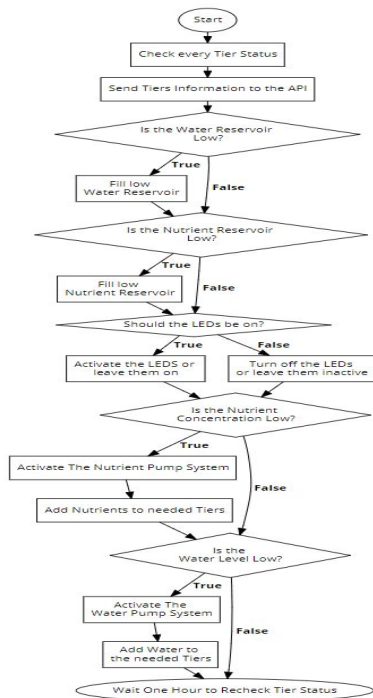 Start
Check every Tier Status
Send Tiers Information to the API
Is the Water Reservoir
Low?
True
False
Fill low
Water Reservoir
Is the Nutrient Reservoir
Low?
True
False
Fill low
Nutrient Reservoir
Should the LEDs be on?
True
False
Activate the LEDS or
leave them on
Turn off the LEDs
or leave them inactive
Is the Nutrient
Concentration Low?
True
False
Activate The Nutrient Pump System
Add Nutrients to needed Tiers
Is the
Water Level Low?
True
False
Activate The
Water Pump System
Add Water to
the needed Tiers
Wait One Hour to Recheck Tier Status